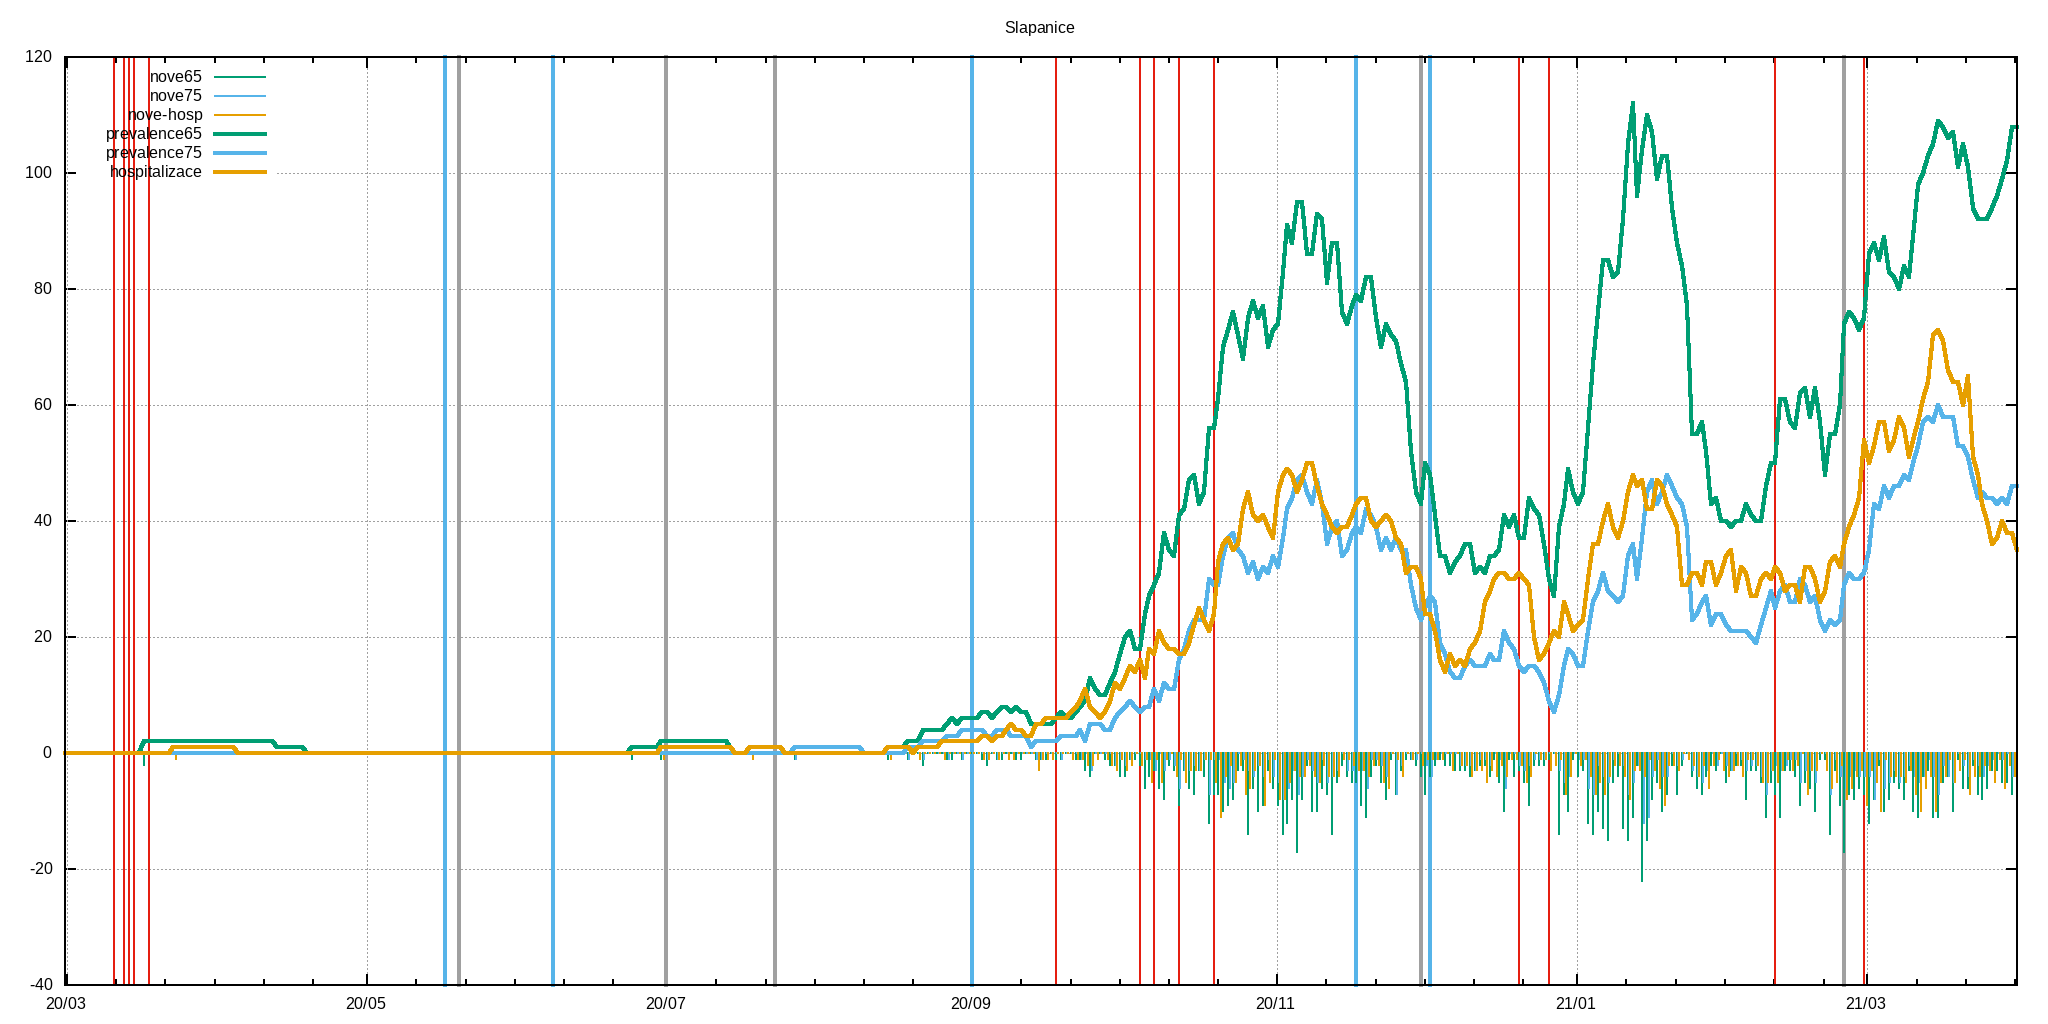 Slapanice
120
nove65
nove75
nove-hosp
prevalence65
prevalence75
hospitalizace
100
80
60
40
20
0
-20
-40
20/03 20/05 20/07 20/09 20/11 21/01 21/03